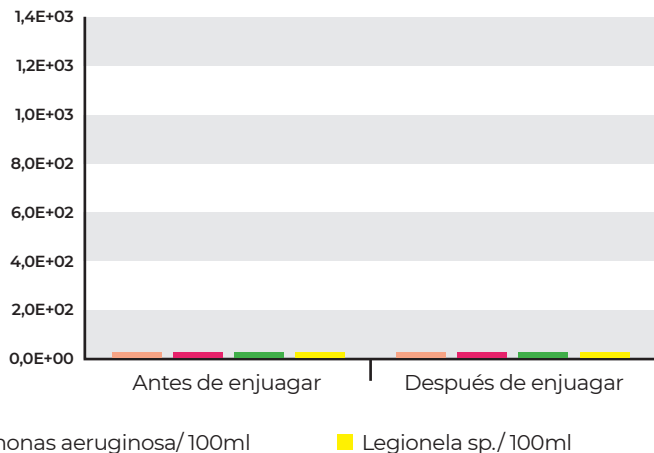 1,4E+03
1,2E+03
1,0E+03
8,0E+02
6,0E+02
4,0E+02
2,0E+02
0,0E+00
Antes de enjuagar Después de enjuagar
monas aeruginosa/100ml Legionela sp./100ml